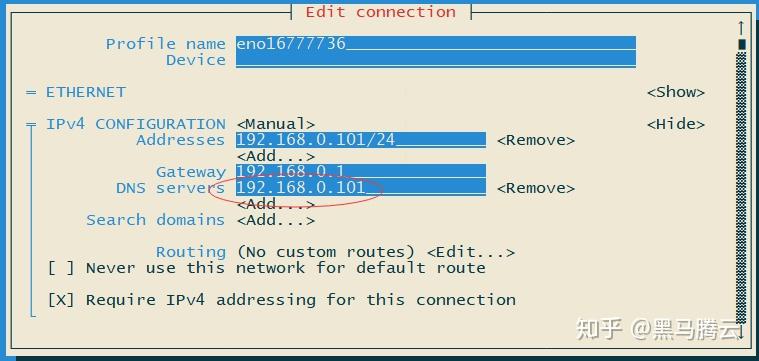 Edit connection
Profile name eno16777736
Device
= ETHERNET <Show>
= IPv4 CONFIGURATION <Manual> <Hide>
Addresses 192.168.0.101/24 <Remove>
<Add...>
Gateway 192.168.0.1
DNS servers 192.168.0.101 <Remove>
<Add...>
Search domains <Add...>
Routing (No custom routes) <Edit...>
[ ] Never use this network for default route
[X] Require IPv4 addressing for this connection
知乎 @黑马腾云